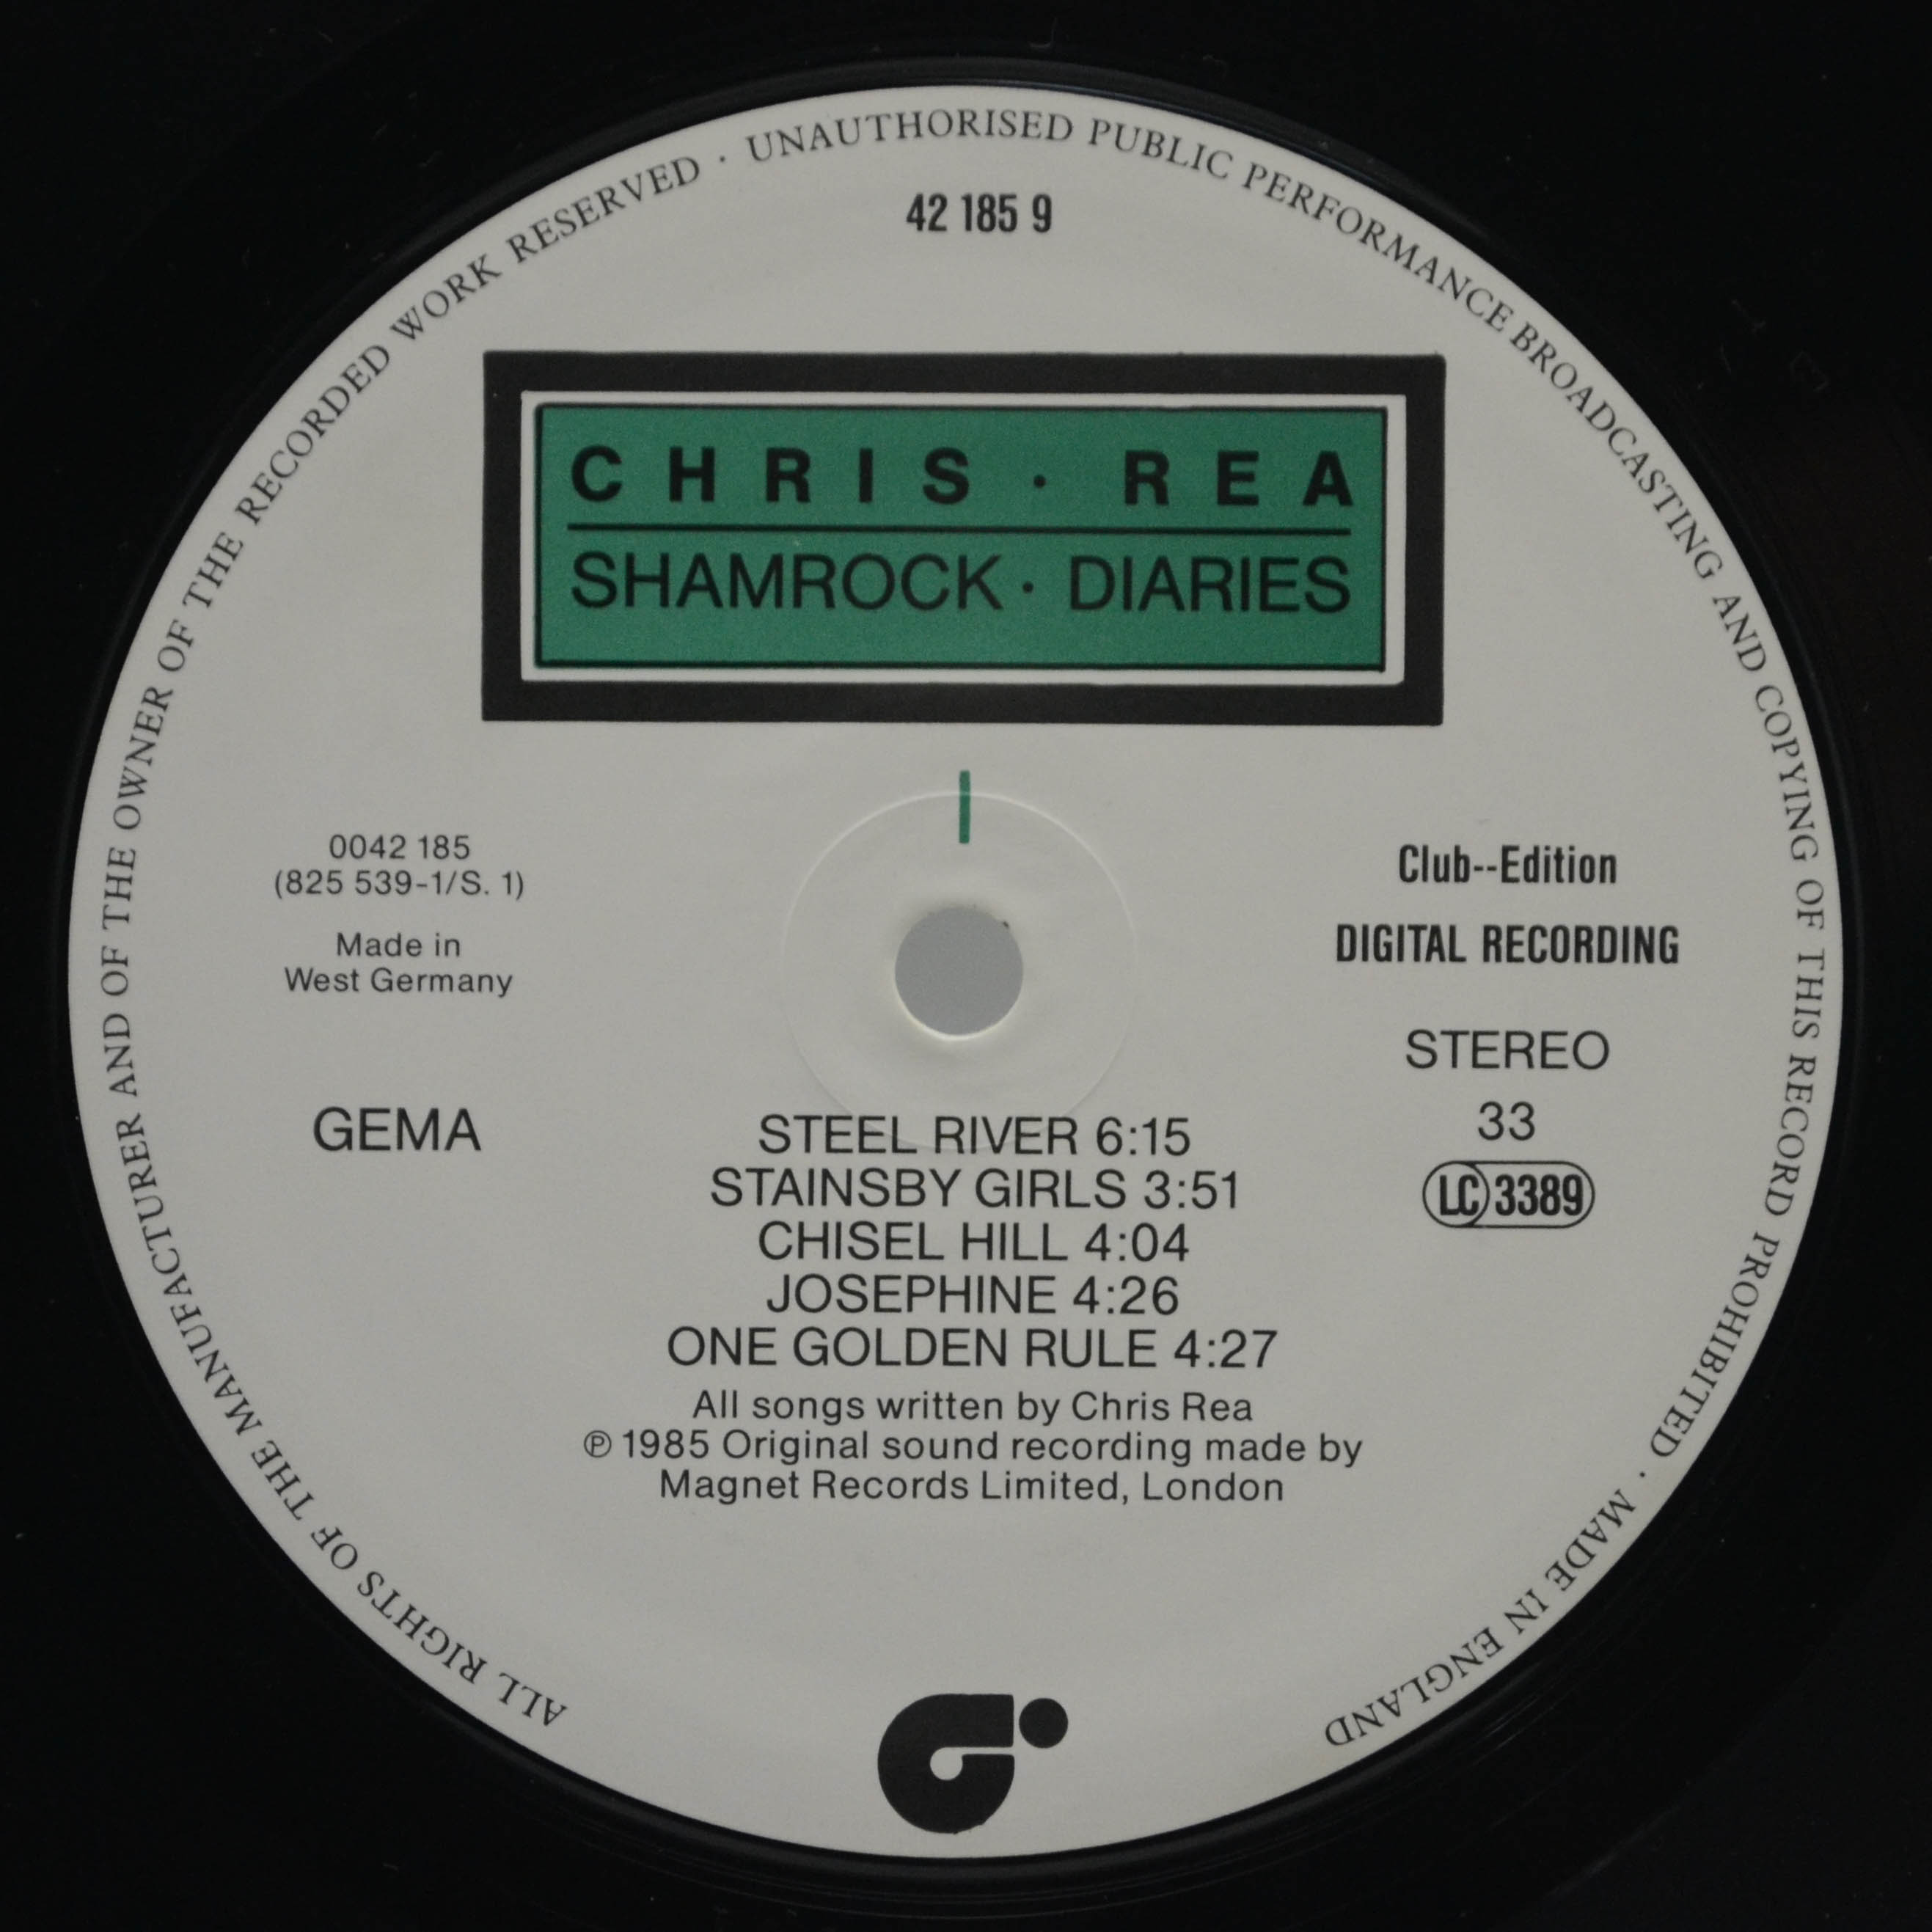 ALL RIGHTS OF THE MANUFACTURER AND OF THE OWNER OF THE RECORDED WORK RESERVED · UNAUTHORISED PUBLIC PERFORMANCE BROADCASTING AND COPYING OF THIS RECORD PROHIBITED · MADE IN ENGLAND
42 185 9
CHRIS · REA
SHAMROCK · DIARIES
0042 185
(825 539-1/S. 1)
Made in
West Germany
GEMA
Club--Edition
DIGITAL RECORDING
STEREO
33
LC 3389
STEEL RIVER 6:15
STAINSBY GIRLS 3:51
CHISEL HILL 4:04
JOSEPHINE 4:26
ONE GOLDEN RULE 4:27
All songs written by Chris Rea
℗ 1985 Original sound recording made by
Magnet Records Limited, London